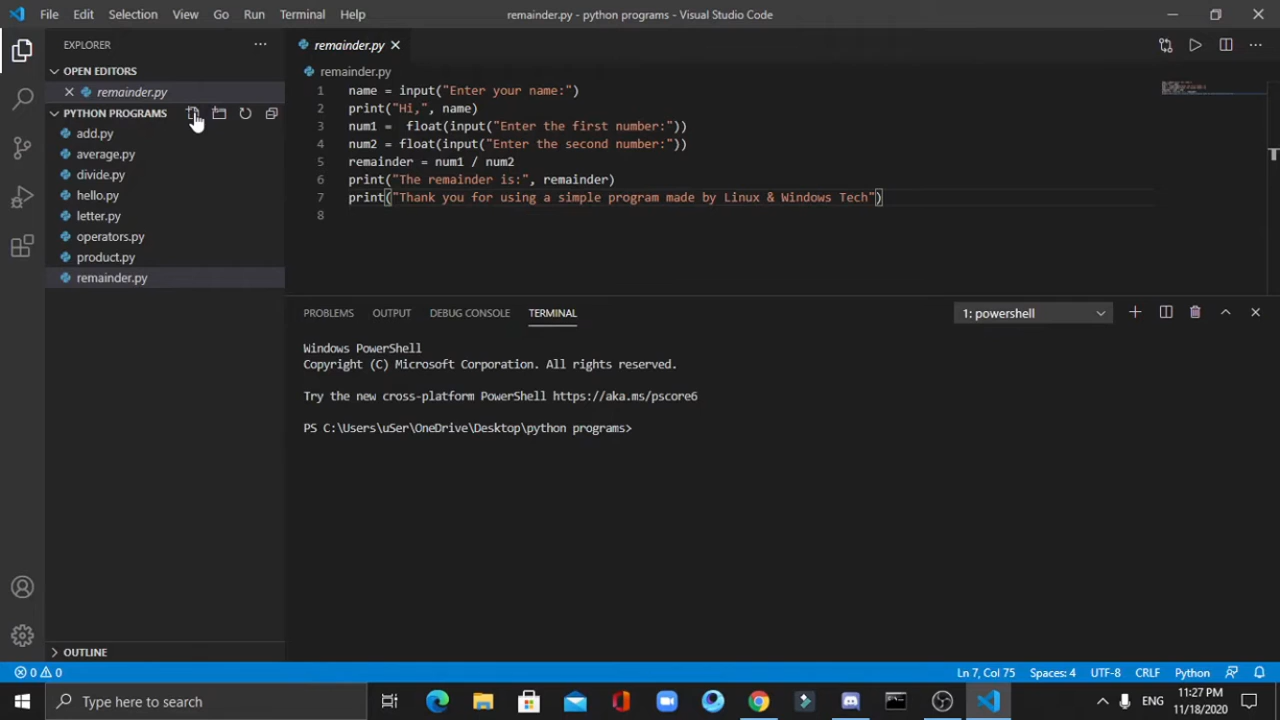 File Edit Selection View Go Run Terminal Help
remainder.py - python programs - Visual Studio Code
EXPLORER
OPEN EDITORS
remainder.py
PYTHON PROGRAMS
add.py
average.py
divide.py
hello.py
letter.py
operators.py
product.py
remainder.py
OUTLINE
remainder.py
remainder.py
1 name = input("Enter your name:")
2 print("Hi,", name)
3 num1 =  float(input("Enter the first number:"))
4 num2 = float(input("Enter the second number:"))
5 remainder = num1 / num2
6 print("The remainder is:", remainder)
7 print("Thank you for using a simple program made by Linux & Windows Tech")
8
PROBLEMS OUTPUT DEBUG CONSOLE TERMINAL
1: powershell
Windows PowerShell
Copyright (C) Microsoft Corporation. All rights reserved.
Try the new cross-platform PowerShell https://aka.ms/pscore6
PS C:\Users\uSer\OneDrive\Desktop\python programs>
0 0
Ln 7, Col 75 Spaces: 4 UTF-8 CRLF Python
Type here to search
ENG
11:27 PM
11/18/2020